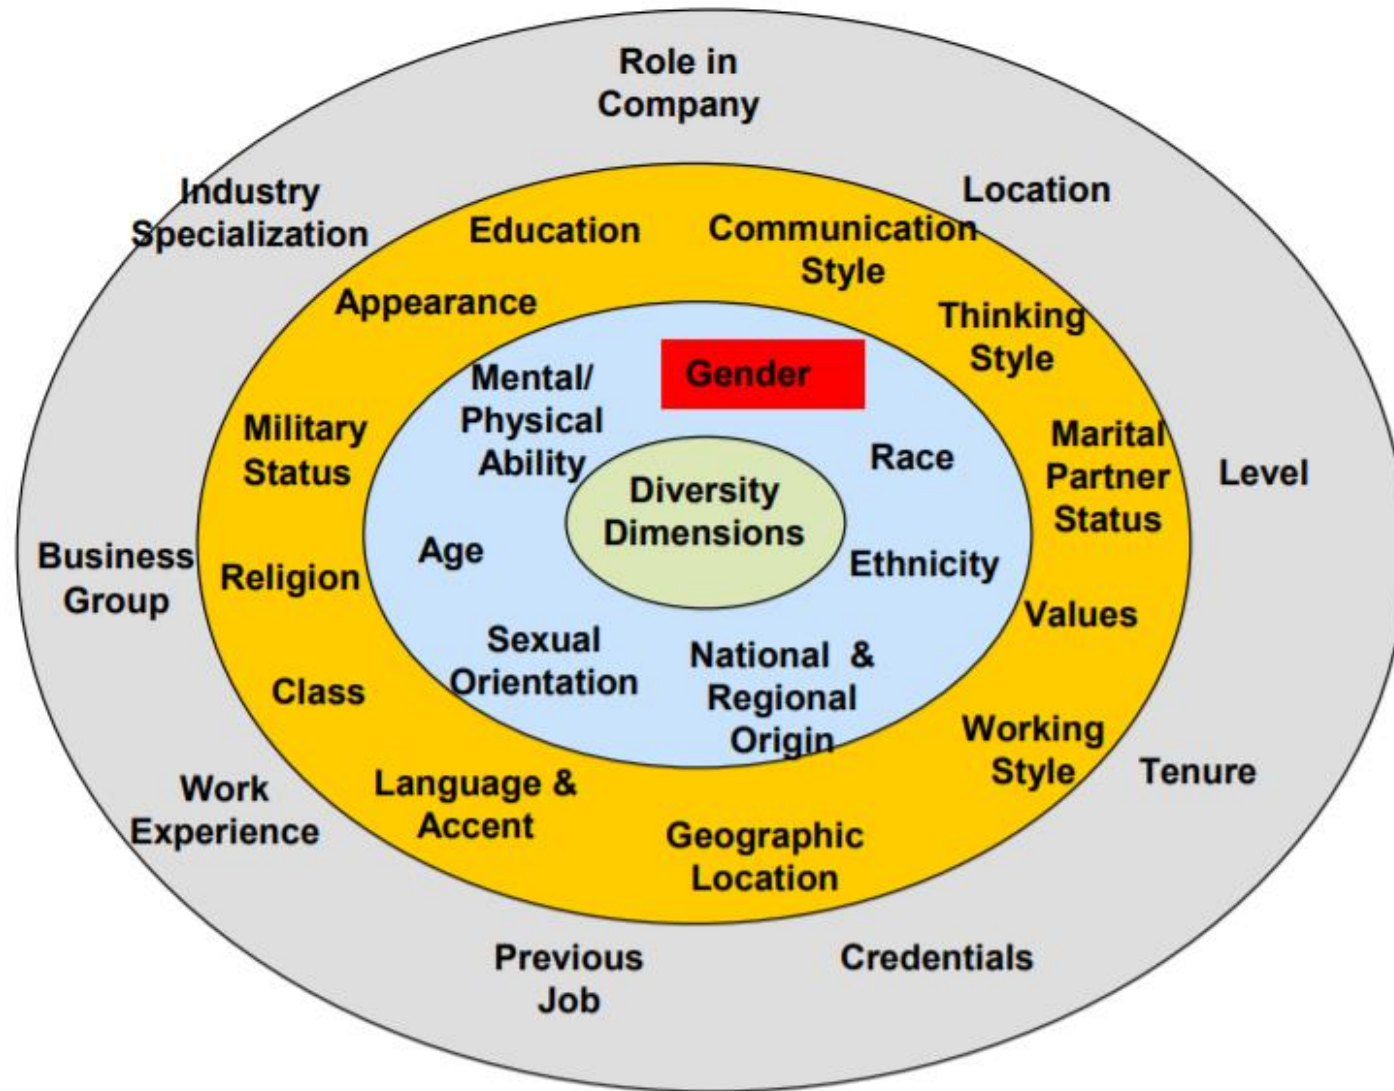 Role in
Company
Industry
Specialization
Location
Education
Communication
Style
Appearance
Thinking
Style
Mental/
Physical
Ability
Gender
Military
Status
Race
Marital
Partner
Status
Level
Diversity
Dimensions
Business
Group
Religion
Age
Ethnicity
Values
Sexual
Orientation
National &
Regional
Origin
Class
Working
Style
Tenure
Work
Experience
Language &
Accent
Geographic
Location
Previous
Job
Credentials